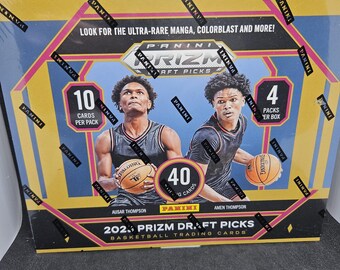 LOOK FOR THE ULTRA-RARE MANGA, COLORBLAST AND MORE!
PANINI
PRIZM
DRAFT PICKS
10
CARDS
PER PACK
4
PACKS
PER BOX
40
PANINI
AUSAR THOMPSON
AMEN THOMPSON
2023 PRIZM DRAFT PICKS
BASKETBALL TRADING CARDS